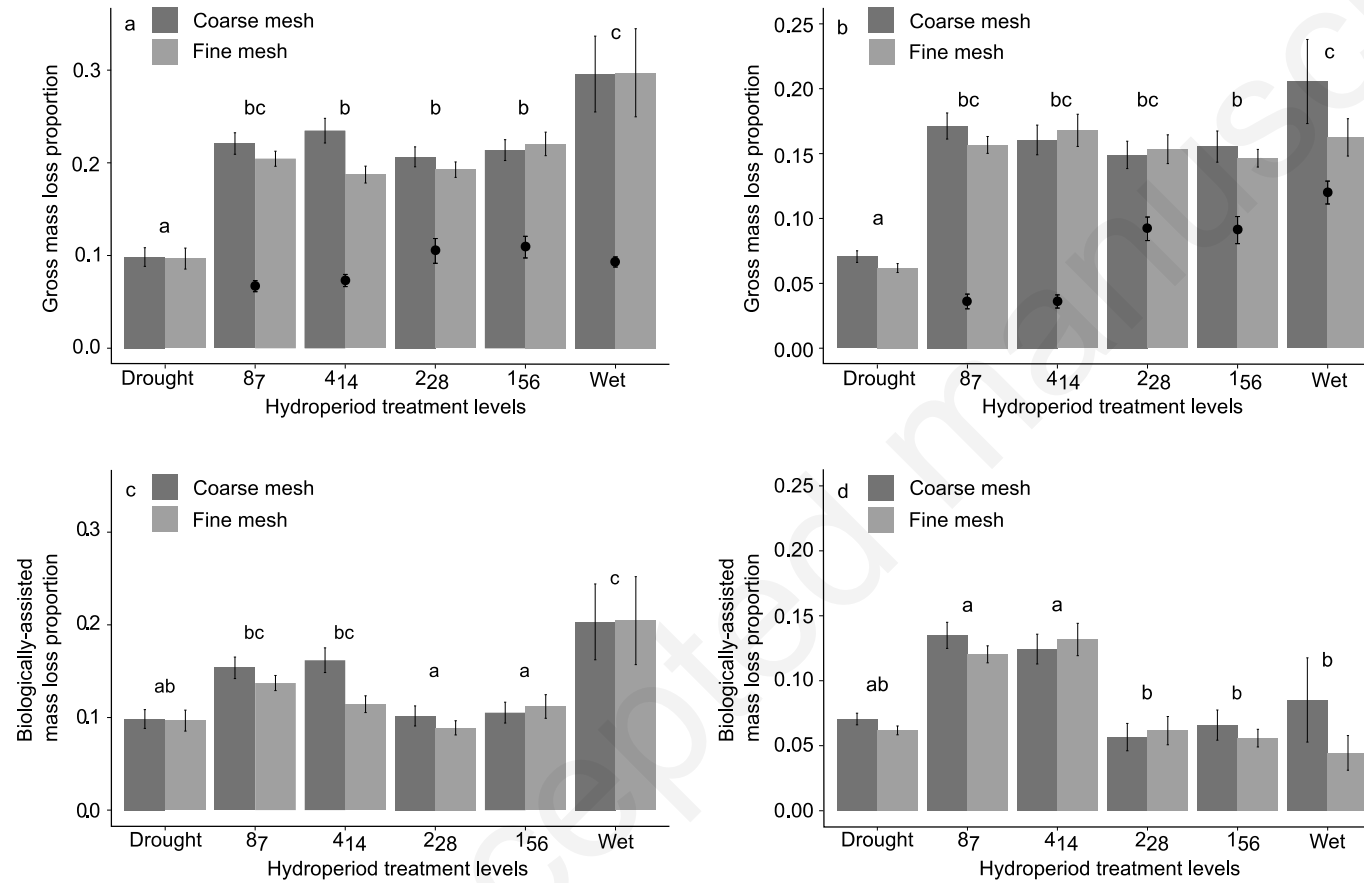 a
Coarse mesh
Fine mesh
Gross mass loss proportion
0.3
0.2
0.1
0.0
a
bc
b
b
b
c
Drought 87 414 228 156 Wet
Hydroperiod treatment levels
b
Coarse mesh
Fine mesh
Gross mass loss proportion
0.25
0.20
0.15
0.10
0.05
0.00
a
bc
bc
bc
b
c
Drought 87 414 228 156 Wet
Hydroperiod treatment levels
c
Coarse mesh
Fine mesh
Biologically-assisted
mass loss proportion
0.3
0.2
0.1
0.0
ab
bc
bc
a
a
c
Drought 87 414 228 156 Wet
Hydroperiod treatment levels
d
Coarse mesh
Fine mesh
Biologically-assisted
mass loss proportion
0.25
0.20
0.15
0.10
0.05
0.00
ab
a
a
b
b
b
Drought 87 414 228 156 Wet
Hydroperiod treatment levels
cepted manusc